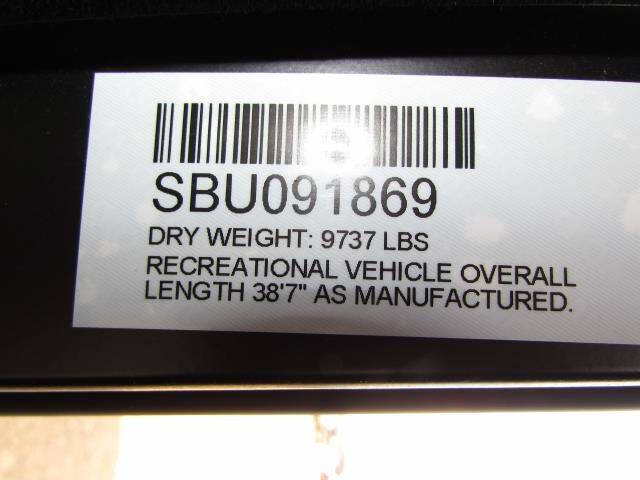 SBU091869
DRY WEIGHT: 9737 LBS
RECREATIONAL VEHICLE OVERALL
LENGTH 38'7" AS MANUFACTURED.